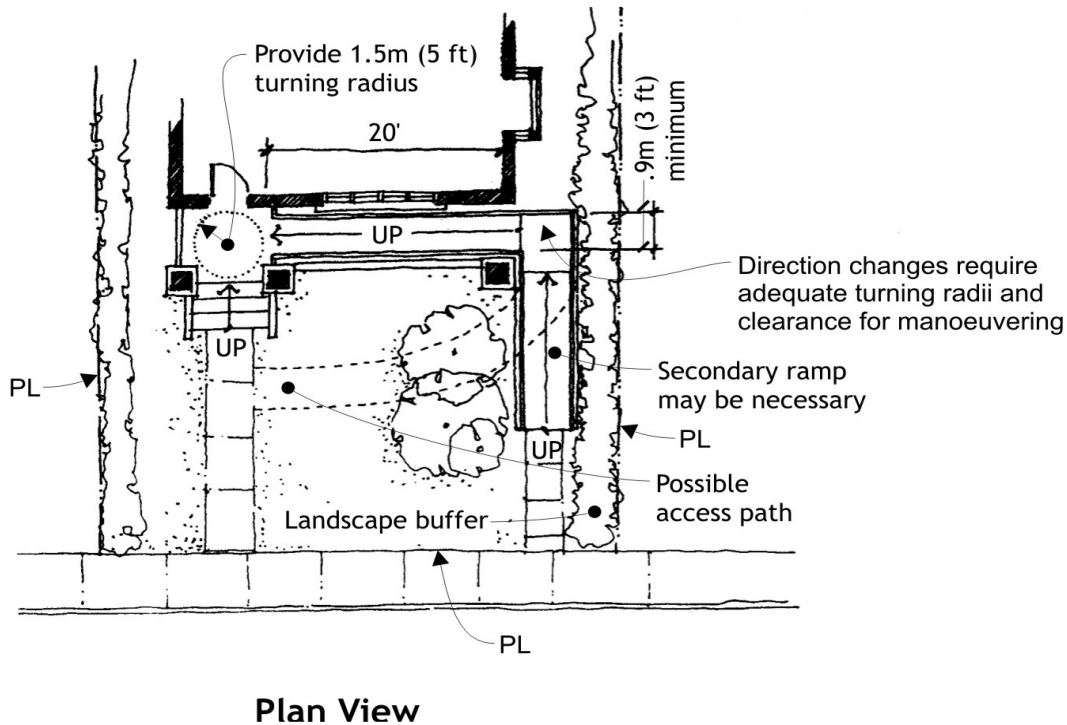 Provide 1.5m (5 ft)
turning radius
20'
.9m (3 ft)
minimum
UP
Direction changes require
adequate turning radii and
clearance for manoeuvering
UP
PL
Secondary ramp
may be necessary
PL
UP
Possible
access path
Landscape buffer
PL
Plan View